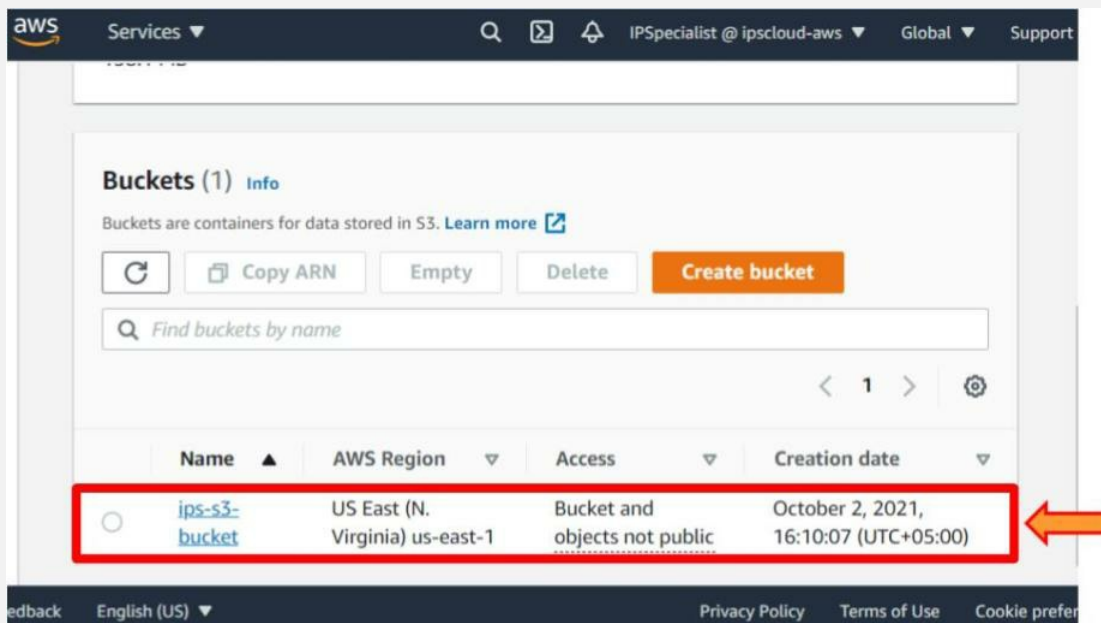 aws Services ▼ IPSpecialist @ ipscloud-aws ▼ Global ▼ Support
Buckets (1) Info
Buckets are containers for data stored in S3. Learn more
Copy ARN Empty Delete Create bucket
Find buckets by name
< 1 >
Name ▲ AWS Region ▽ Access ▽ Creation date ▽
ips-s3- US East (N. Bucket and October 2, 2021,
bucket Virginia) us-east-1 objects not public 16:10:07 (UTC+05:00)
edback English (US) ▼ Privacy Policy Terms of Use Cookie prefer